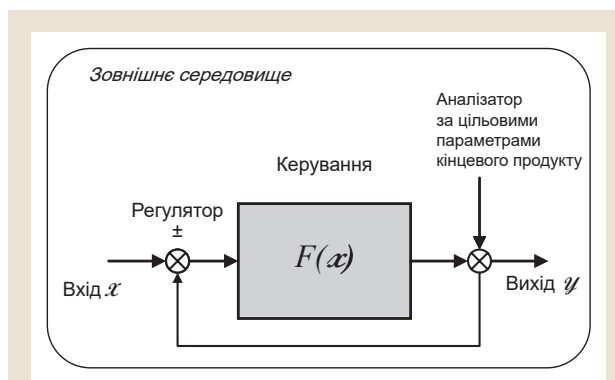 Зовнішнє середовище
Аналізатор
за цільовими
параметрами
кінцевого продукту
Керування
Регулятор
±
F(x)
Вхід x
Вихід y